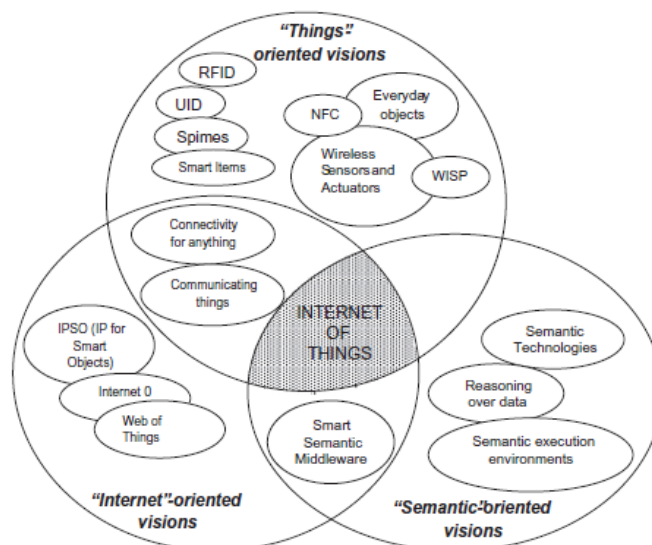 “Things”-
oriented visions
RFID
UID
Spimes
Smart Items
NFC
Everyday
objects
Wireless
Sensors and
Actuators
WISP
Connectivity
for anything
Communicating
things
INTERNET
OF
THINGS
IPSO (IP for
Smart
Objects)
Internet 0
Web of
Things
Semantic
Technologies
Reasoning
over data
Semantic execution
environments
Smart
Semantic
Middleware
“Internet”-oriented
visions
“Semantic”-oriented
visions